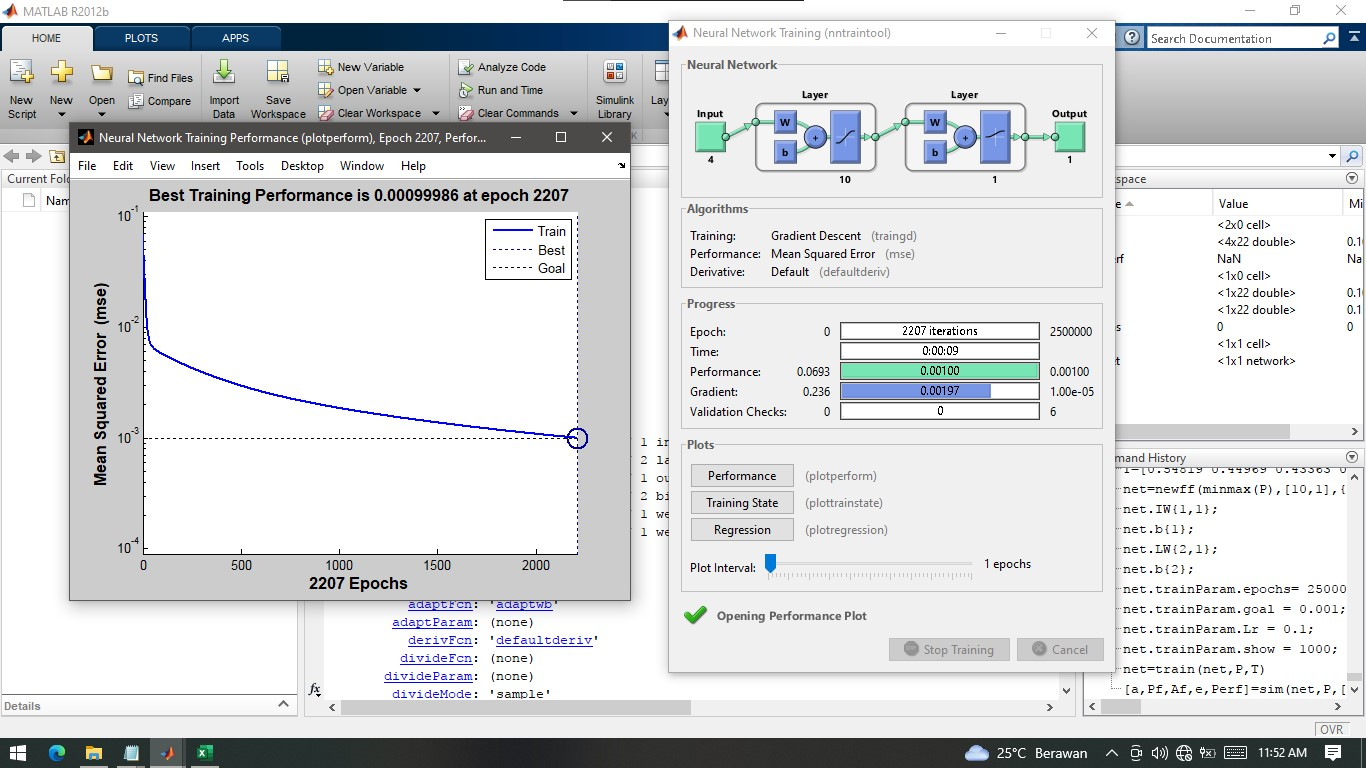 MATLAB R2012b
HOME PLOTS APPS
Search Documentation
New Script
New
Open
Find Files
Compare
Import Data
Save Workspace
New Variable
Open Variable
Clear Workspace
Analyze Code
Run and Time
Clear Commands
Simulink Library
Current
Details
Neural Network Training Performance (plotperform), Epoch 2207, Perfor...
File Edit View Insert Tools Desktop Window Help
Best Training Performance is 0.00099986 at epoch 2207
Mean Squared Error (mse)
10-1
10-2
10-3
10-4
Train
Best
Goal
0 500 1000 1500 2000
2207 Epochs
adaptFcn: 'adaptwb'
adaptParam: (none)
derivFcn: 'defaultderiv'
divideFcn: (none)
divideParam: (none)
divideMode: 'sample'
fx
Neural Network Training (nntraintool)
Neural Network
Layer Layer
Input Output
W W
b b
+ +
4 10 1 1
Algorithms
Training: Gradient Descent (traingd)
Performance: Mean Squared Error (mse)
Derivative: Default (defaultderiv)
Progress
Epoch: 0 2207 iterations 2500000
Time: 0:00:09
Performance: 0.0693 0.00100 0.00100
Gradient: 0.236 0.00197 1.00e-05
Validation Checks: 0 0 6
Plots
Performance (plotperform)
Training State (plottrainstate)
Regression (plotregression)
Plot Interval: 1 epochs
Opening Performance Plot
Stop Training Cancel
Value
<2x0 cell>
<4x22 double>
NaN
<1x0 cell>
<1x22 double>
<1x22 double>
0
<1x1 cell>
<1x1 network>
History
net=newff(minmax(P),[10,1],{
net.IW{1,1};
net.b{1};
net.LW{2,1};
net.b{2};
net.trainParam.epochs= 25000
net.trainParam.goal = 0.001;
net.trainParam.Lr = 0.1;
net.trainParam.show = 1000;
net=train(net,P,T)
[a,Pf,Af,e,Perf]=sim(net,P,[
OVR
25°C Berawan
11:52 AM